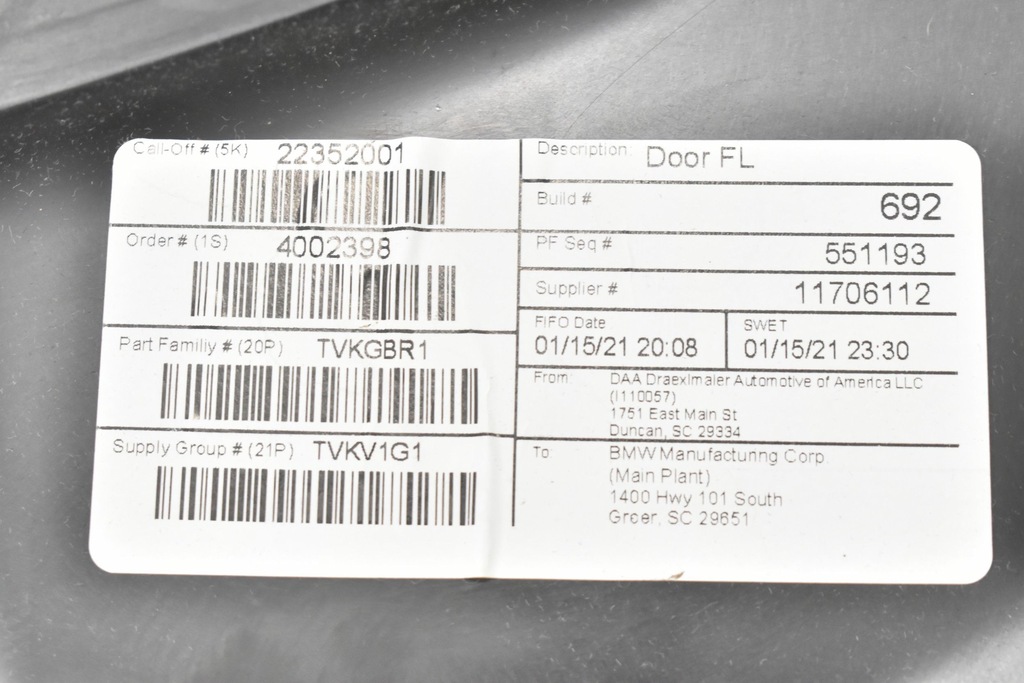 Call-Off # (5K) 22352001
Order # (1S) 4002398
Part Familiy # (20P) TVKGBR1
Supply Group # (21P) TVKV1G1
Description: Door FL
Build # 692
PF Seq # 551193
Supplier # 11706112
FIFO Date
01/15/21 20:08
SWET
01/15/21 23:30
From: DAA Draexlmaier Automotive of America LLC
(I110057)
1751 East Main St
Duncan, SC 29334
To: BMW Manufacturing Corp
(Main Plant)
1400 Hwy 101 South
Greer, SC 29651